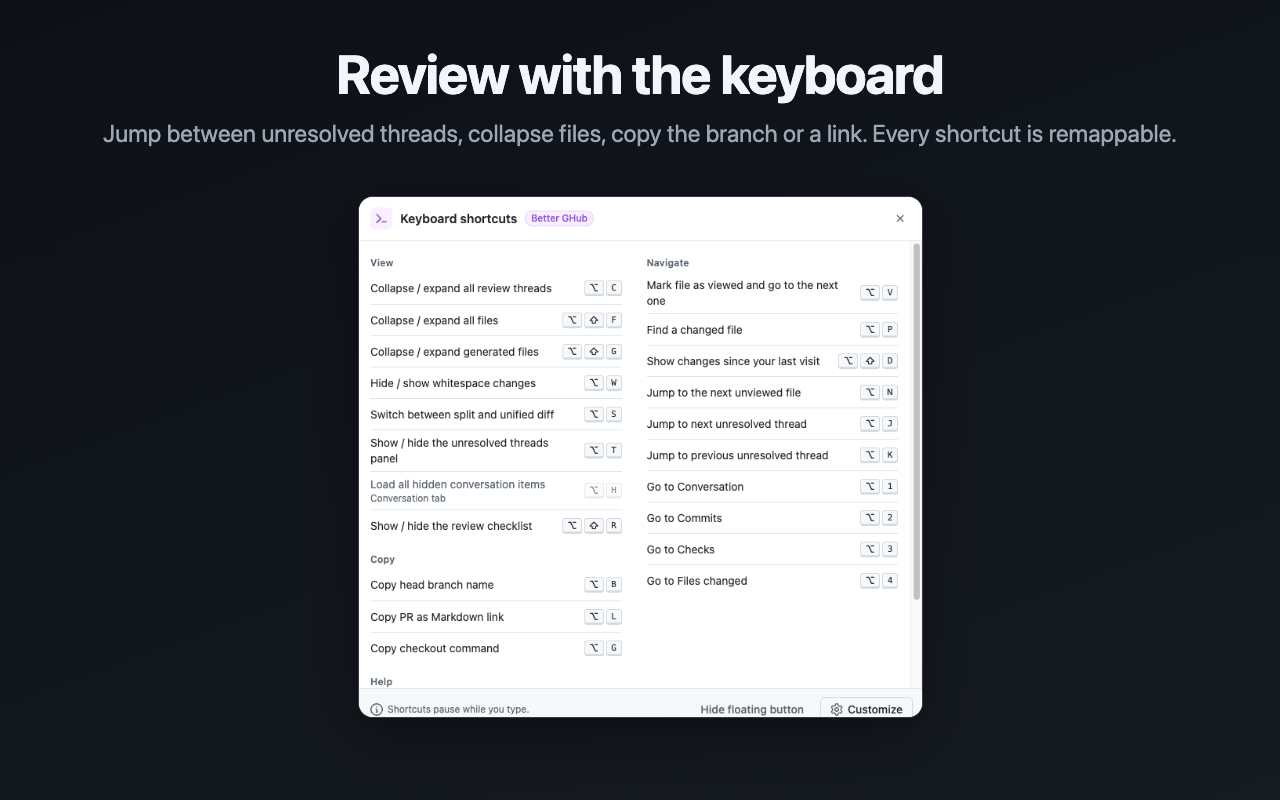 Review with the keyboard
Jump between unresolved threads, collapse files, copy the branch or a link. Every shortcut is remappable.
Keyboard shortcuts Better GHub
View
Collapse / expand all review threads ⌥ C
Collapse / expand all files ⌥ ⇧ F
Collapse / expand generated files ⌥ ⇧ G
Hide / show whitespace changes ⌥ W
Switch between split and unified diff ⌥ S
Show / hide the unresolved threads
panel ⌥ T
Load all hidden conversation items ⌥ H
Conversation tab
Show / hide the review checklist ⌥ ⇧ R
Copy
Copy head branch name ⌥ B
Copy PR as Markdown link ⌥ L
Copy checkout command ⌥ G
Help
Navigate
Mark file as viewed and go to the next
one ⌥ V
Find a changed file ⌥ P
Show changes since your last visit ⌥ ⇧ D
Jump to the next unviewed file ⌥ N
Jump to next unresolved thread ⌥ J
Jump to previous unresolved thread ⌥ K
Go to Conversation ⌥ 1
Go to Commits ⌥ 2
Go to Checks ⌥ 3
Go to Files changed ⌥ 4
Shortcuts pause while you type. Hide floating button Customize